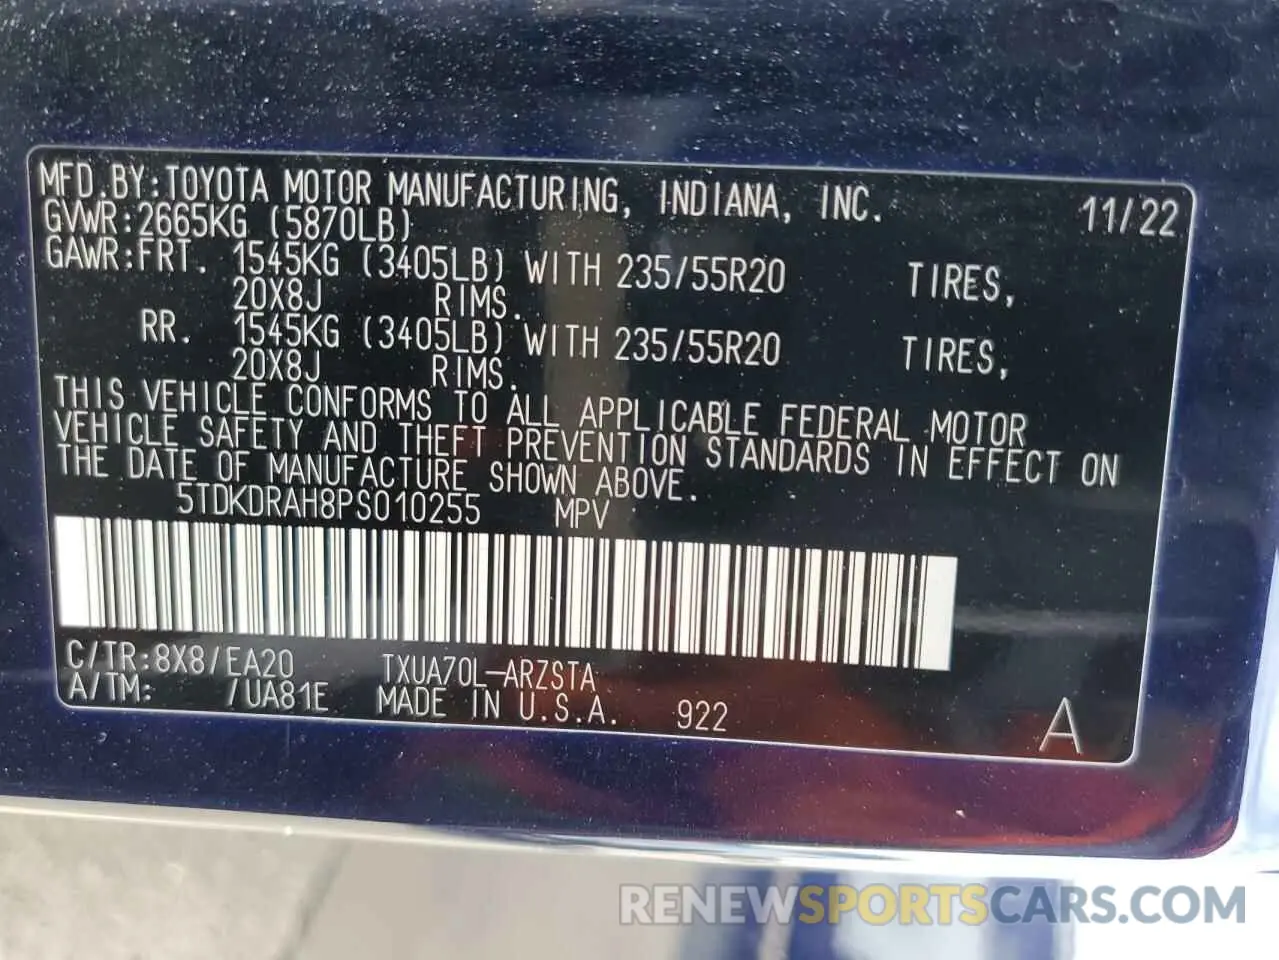 MFD.BY:TOYOTA MOTOR MANUFACTURING, INDIANA, INC. 11/22
GVWR:2665KG (5870LB)
GAWR:FRT. 1545KG (3405LB) WITH 235/55R20 TIRES,
20X8J RIMS.
RR. 1545KG (3405LB) WITH 235/55R20 TIRES,
20X8J RIMS.
THIS VEHICLE CONFORMS TO ALL APPLICABLE FEDERAL MOTOR
VEHICLE SAFETY AND THEFT PREVENTION STANDARDS IN EFFECT ON
THE DATE OF MANUFACTURE SHOWN ABOVE.
5TDKDRAH8PS010255 MPV
C/TR:8X8/EA20 TXUA70L-ARZSTA
A/TM: /UA81E MADE IN U.S.A. 922
A
RENEWSPORTSCARS.COM